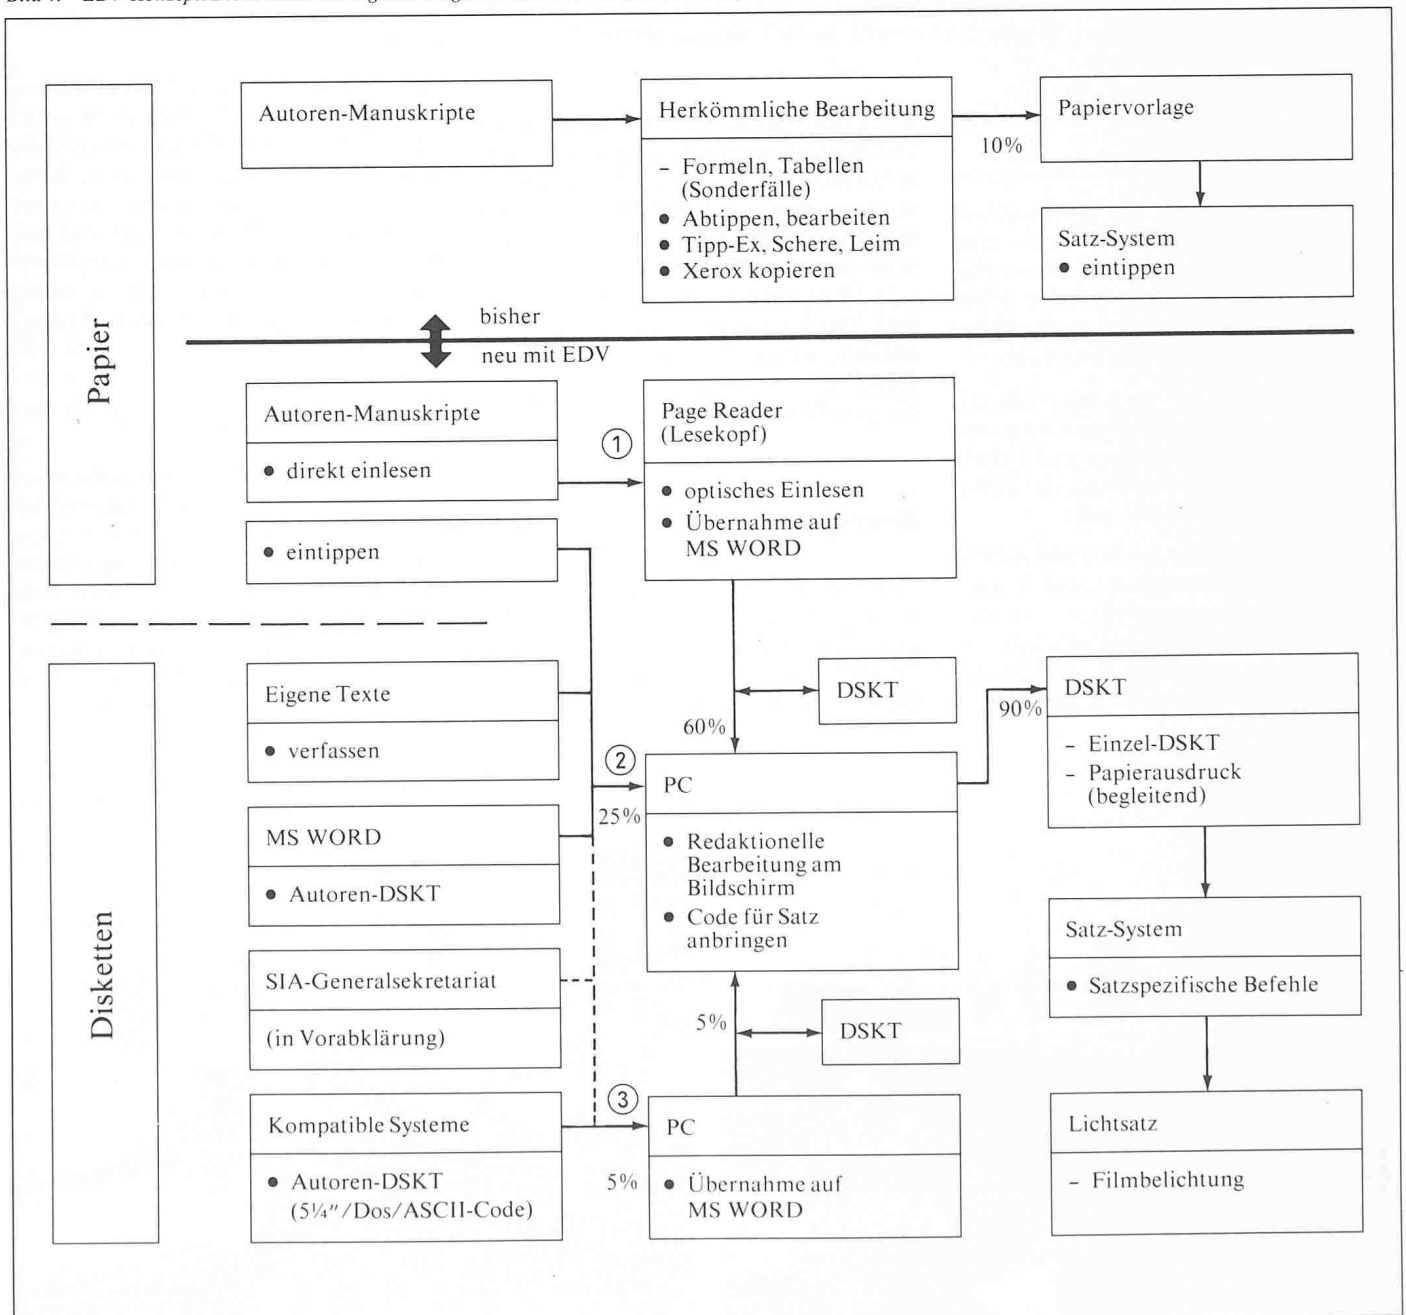 Papier
Autoren-Manuskripte
Herkömmliche Bearbeitung
– Formeln, Tabellen
(Sonderfälle)
● Abtippen, bearbeiten
● Tipp-Ex, Schere, Leim
● Xerox kopieren
10%
Papiervorlage
Satz-System
● eintippen
bisher
neu mit EDV
Autoren-Manuskripte
● direkt einlesen
● eintippen
①
Page Reader
(Lesekopf)
● optisches Einlesen
● Übernahme auf
MS WORD
Disketten
Eigene Texte
● verfassen
MS WORD
● Autoren-DSKT
SIA-Generalsekretariat
(in Vorabklärung)
Kompatible Systeme
● Autoren-DSKT
(5¼″/Dos/ASCII-Code)
DSKT
60%
②
25%
PC
● Redaktionelle
Bearbeitung am
Bildschirm
● Code für Satz
anbringen
5%
DSKT
③
5%
PC
● Übernahme auf
MS WORD
90%
DSKT
– Einzel-DSKT
– Papierausdruck
(begleitend)
Satz-System
● Satzspezifische Befehle
Lichtsatz
– Filmbelichtung